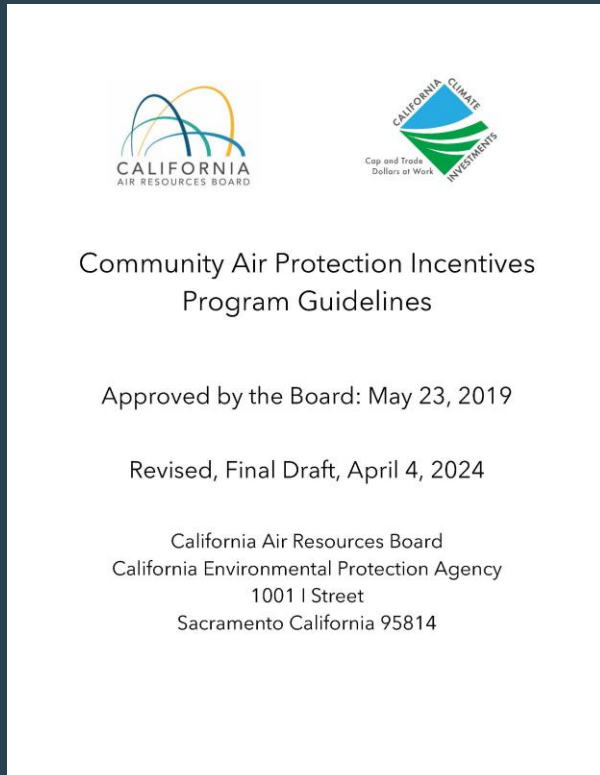 CALIFORNIA
AIR RESOURCES BOARD
CALIFORNIA CLIMATE
INVESTMENTS
Cap and Trade
Dollars at Work
Community Air Protection Incentives
Program Guidelines
Approved by the Board: May 23, 2019
Revised, Final Draft, April 4, 2024
California Air Resources Board
California Environmental Protection Agency
1001 I Street
Sacramento California 95814